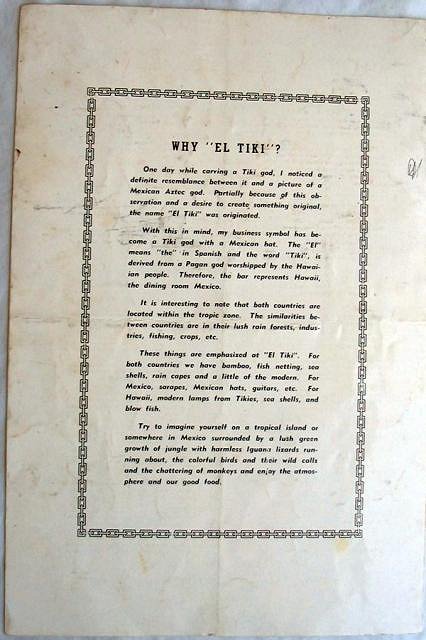 WHY "EL TIKI"?
One day while carving a Tiki god, I noticed a
definite resemblance between it and a picture of a
Mexican Aztec god. Partially because of this ob-
servation and a desire to create something original,
the name "El Tiki" was originated.
With this in mind, my business symbol has be-
come a Tiki god with a Mexican hat. The "El"
means "the" in Spanish and the word "Tiki", is
derived from a Pagan god worshipped by the Hawai-
ian people. Therefore, the bar represents Hawaii,
the dining room Mexico.
It is interesting to note that both countries are
located within the tropic zone. The similarities be-
tween countries are in their lush rain forests, indus-
tries, fishing, crops, etc.
These things are emphasized at "El Tiki". For
both countries we have bamboo, fish netting, sea
shells, rain capes and a little of the modern. For
Mexico, sarapes, Mexican hats, guitars, etc. For
Hawaii, modern lamps from Tikies, sea shells, and
blow fish.
Try to imagine yourself on a tropical island or
somewhere in Mexico surrounded by a lush green
growth of jungle with harmless Iguana lizards run-
ning about, the colorful birds and their wild calls
and the chattering of monkeys and enjoy the atmos-
phere and our good food.